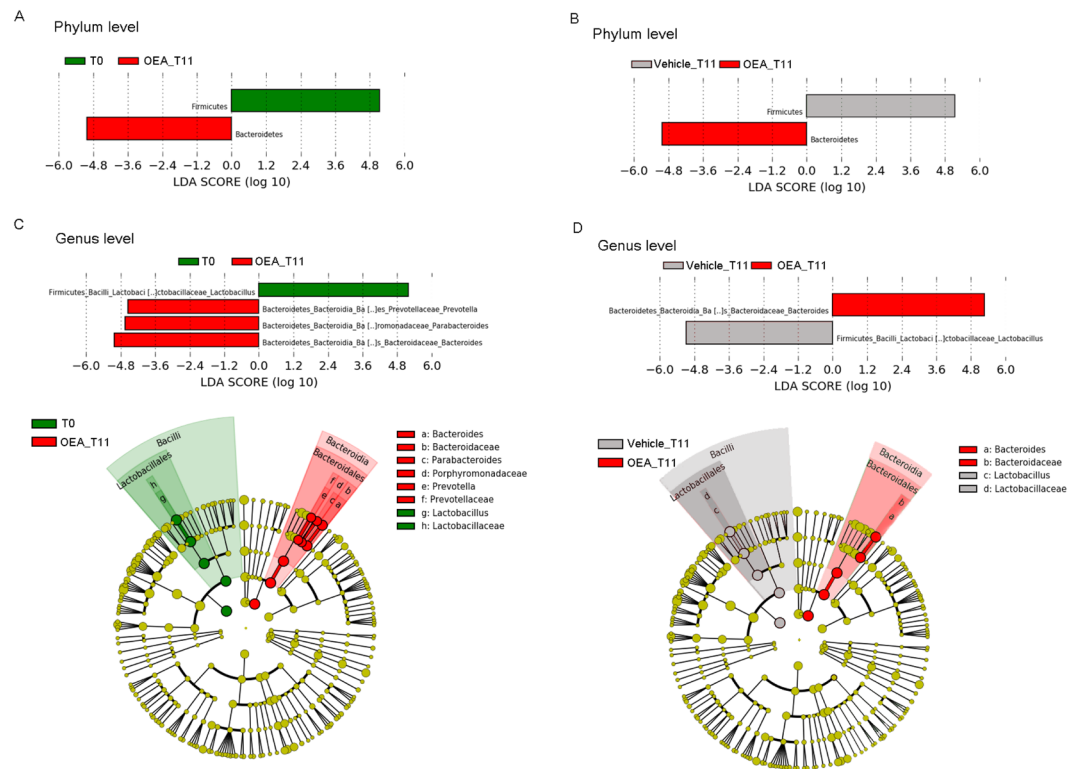 A
Phylum level
T0 OEA_T11
Firmicutes
Bacteroidetes
−6.0 −4.8 −3.6 −2.4 −1.2 0.0 1.2 2.4 3.6 4.8 6.0
LDA SCORE (log 10)
B
Phylum level
Vehicle_T11 OEA_T11
Firmicutes
Bacteroidetes
−6.0 −4.8 −3.6 −2.4 −1.2 0.0 1.2 2.4 3.6 4.8 6.0
LDA SCORE (log 10)
C
Genus level
T0 OEA_T11
Firmicutes_Bacilli_Lactobaci [..]ctobacillaceae_Lactobacillus
Bacteroidetes_Bacteroidia_Ba [..]es_Prevotellaceae_Prevotella
Bacteroidetes_Bacteroidia_Ba [..]romonadaceae_Parabacteroides
Bacteroidetes_Bacteroidia_Ba [..]s_Bacteroidaceae_Bacteroides
−6.0 −4.8 −3.6 −2.4 −1.2 0.0 1.2 2.4 3.6 4.8 6.0
LDA SCORE (log 10)
T0
OEA_T11
Bacilli
Lactobacillales
h
g
Bacteroidia
Bacteroidales
f d b
e c a
a: Bacteroides
b: Bacteroidaceae
c: Parabacteroides
d: Porphyromonadaceae
e: Prevotella
f: Prevotellaceae
g: Lactobacillus
h: Lactobacillaceae
D
Genus level
Vehicle_T11 OEA_T11
Bacteroidetes_Bacteroidia_Ba [..]s_Bacteroidaceae_Bacteroides
Firmicutes_Bacilli_Lactobaci [..]ctobacillaceae_Lactobacillus
−6.0 −4.8 −3.6 −2.4 −1.2 0.0 1.2 2.4 3.6 4.8 6.0
LDA SCORE (log 10)
Vehicle_T11
OEA_T11
Bacilli
Lactobacillales
d
c
Bacteroidia
Bacteroidales
b
a
a: Bacteroides
b: Bacteroidaceae
c: Lactobacillus
d: Lactobacillaceae